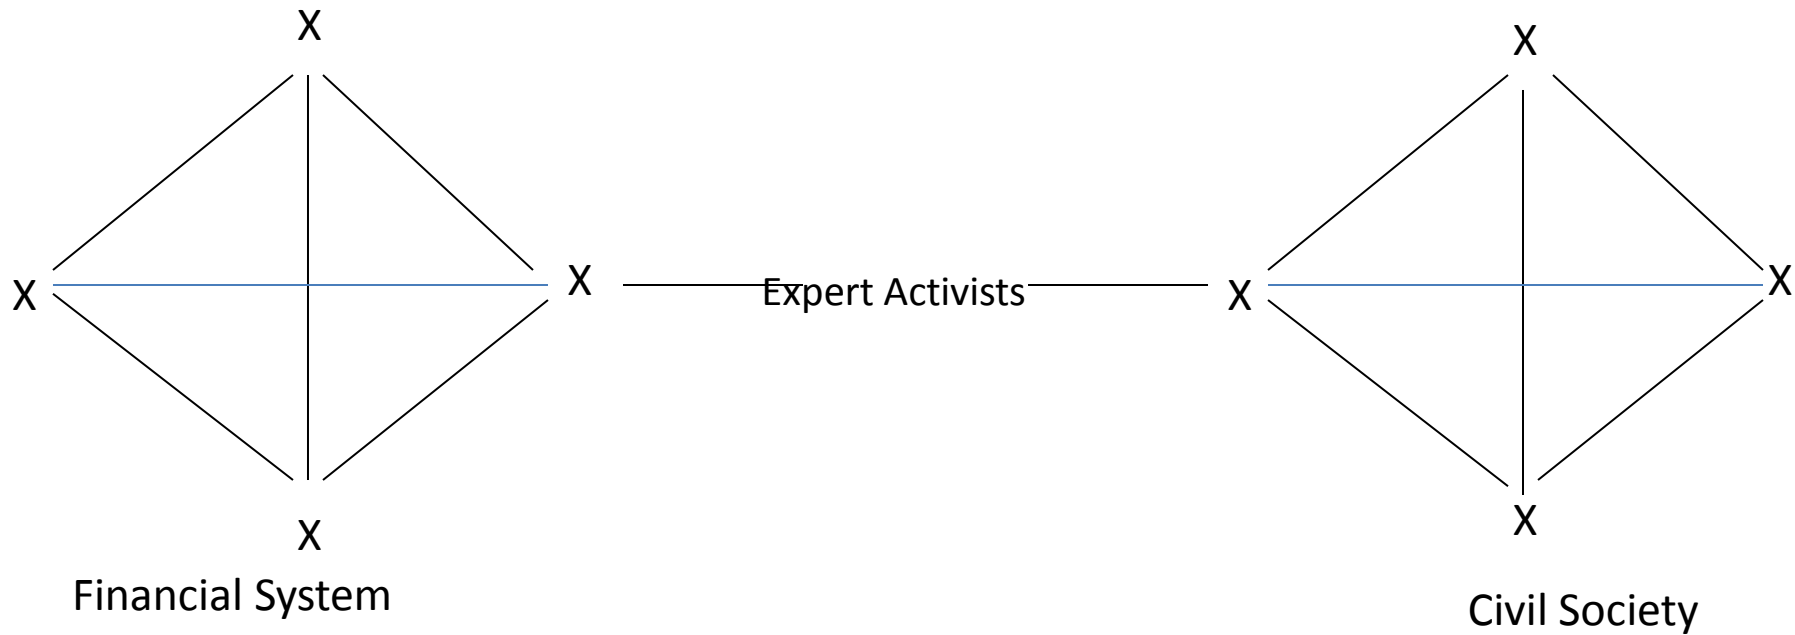 X
X
X
X
Expert Activists
X
X
X
X
Financial System
Civil Society